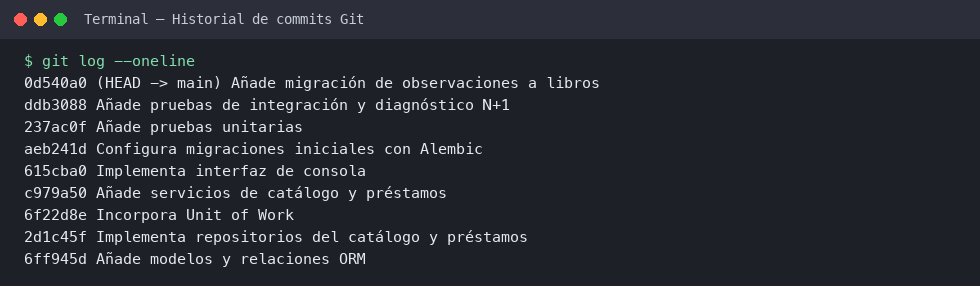 Terminal — Historial de commits Git
$ git log --oneline
0d540a0 (HEAD -> main) Añade migración de observaciones a libros
ddb3088 Añade pruebas de integración y diagnóstico N+1
237ac0f Añade pruebas unitarias
aeb241d Configura migraciones iniciales con Alembic
615cba0 Implementa interfaz de consola
c979a50 Añade servicios de catálogo y préstamos
6f22d8e Incorpora Unit of Work
2d1c45f Implementa repositorios del catálogo y préstamos
6ff945d Añade modelos y relaciones ORM